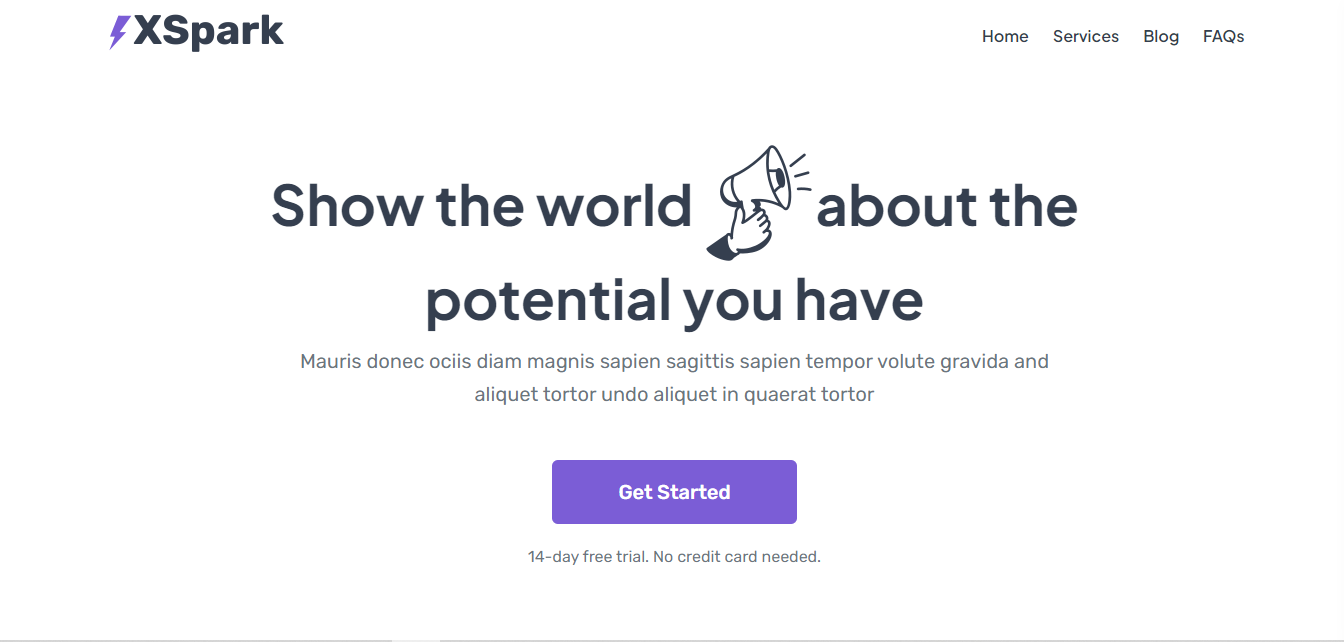 XSpark
Home Services Blog FAQs
Show the world about the
potential you have
Mauris donec ociis diam magnis sapien sagittis sapien tempor volute gravida and
aliquet tortor undo aliquet in quaerat tortor
Get Started
14-day free trial. No credit card needed.